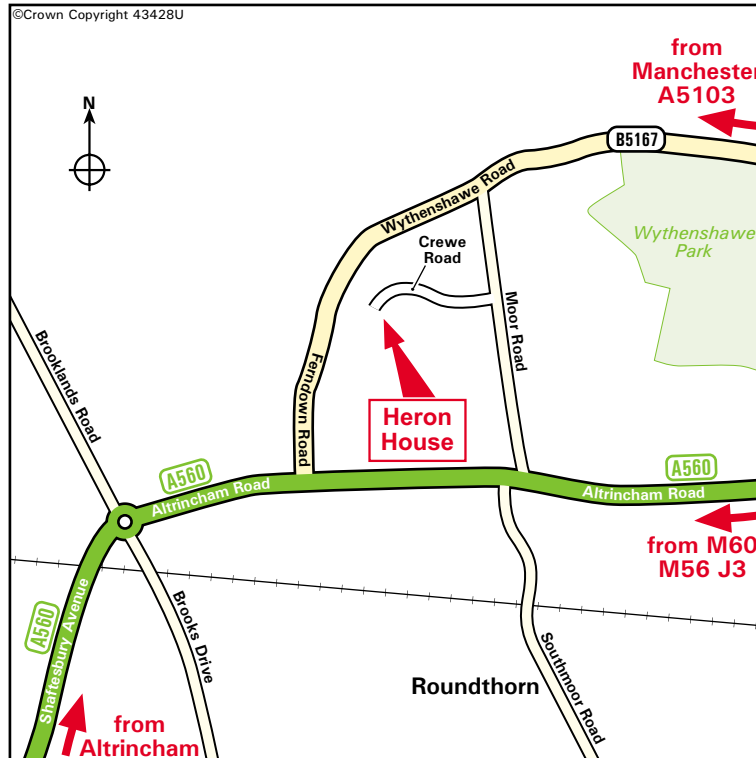 ©Crown Copyright 43428U
from
Manchester
A5103
N
B5167
Wythenshawe Road
Wythenshawe
Park
Crewe
Road
Moor Road
Brooklands Road
Ferndown Road
Heron
House
A560
Altrincham Road
A560
Altrincham Road
from M60
M56 J3
A560
Shaftesbury Avenue
Brooks Drive
Southmoor Road
Roundthorn
from
Altrincham